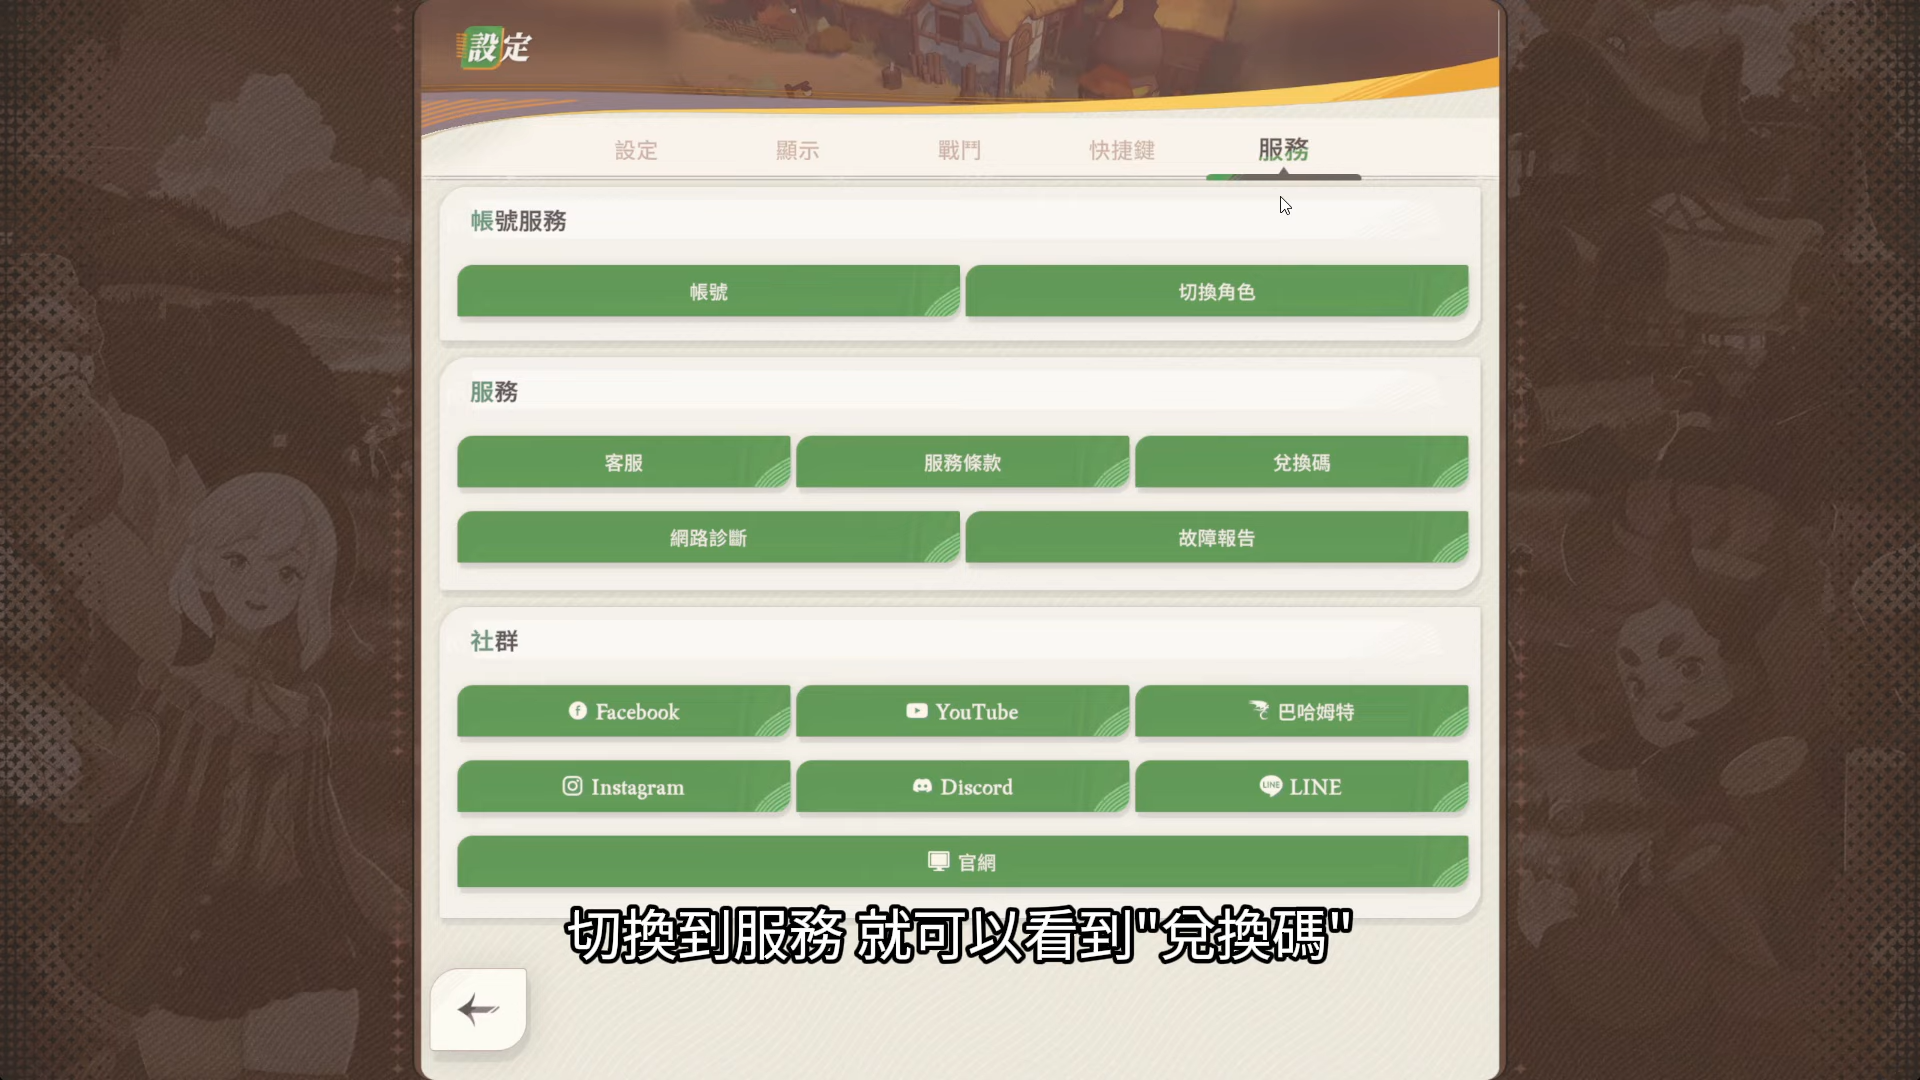 設定
設定 顯示 戰鬥 快捷鍵 服務
帳號服務
帳號 切換角色
服務
客服 服務條款 兌換碼
網路診斷 故障報告
社群
Facebook YouTube 巴哈姆特
Instagram Discord LINE LINE
官網
切換到服務 就可以看到"兌換碼"